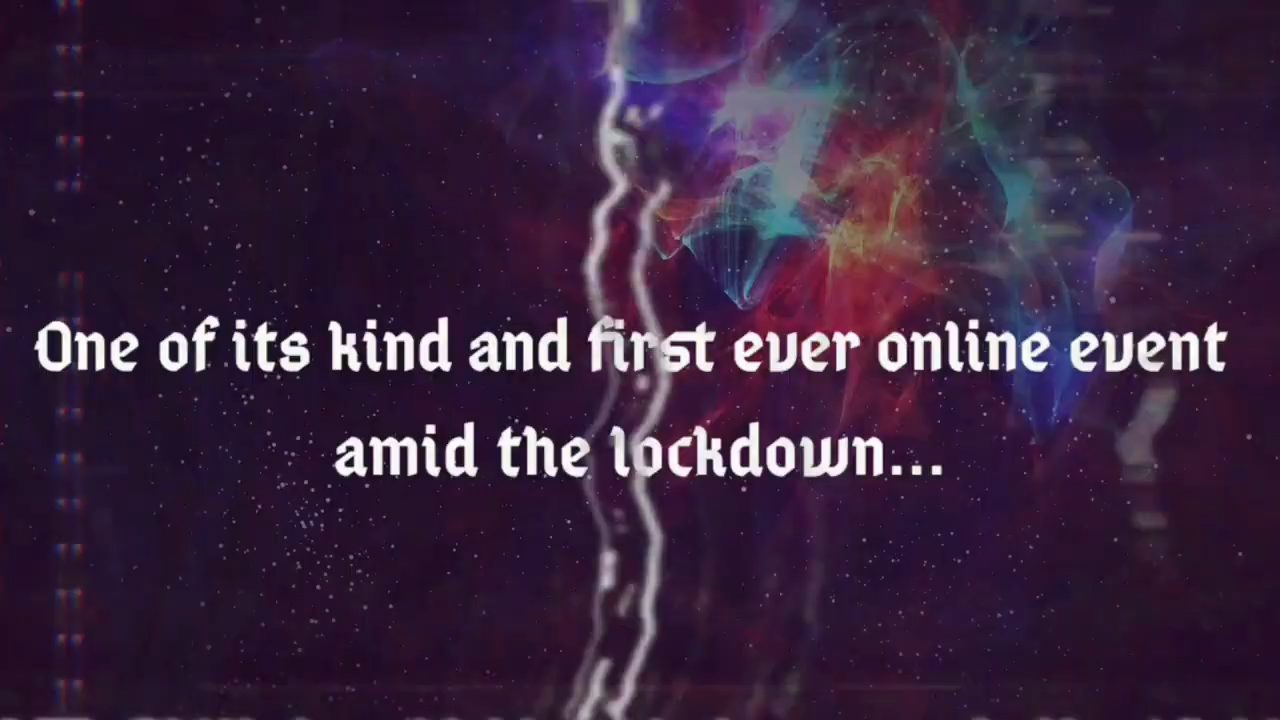 One of its kind and first ever online event
amid the lockdown...